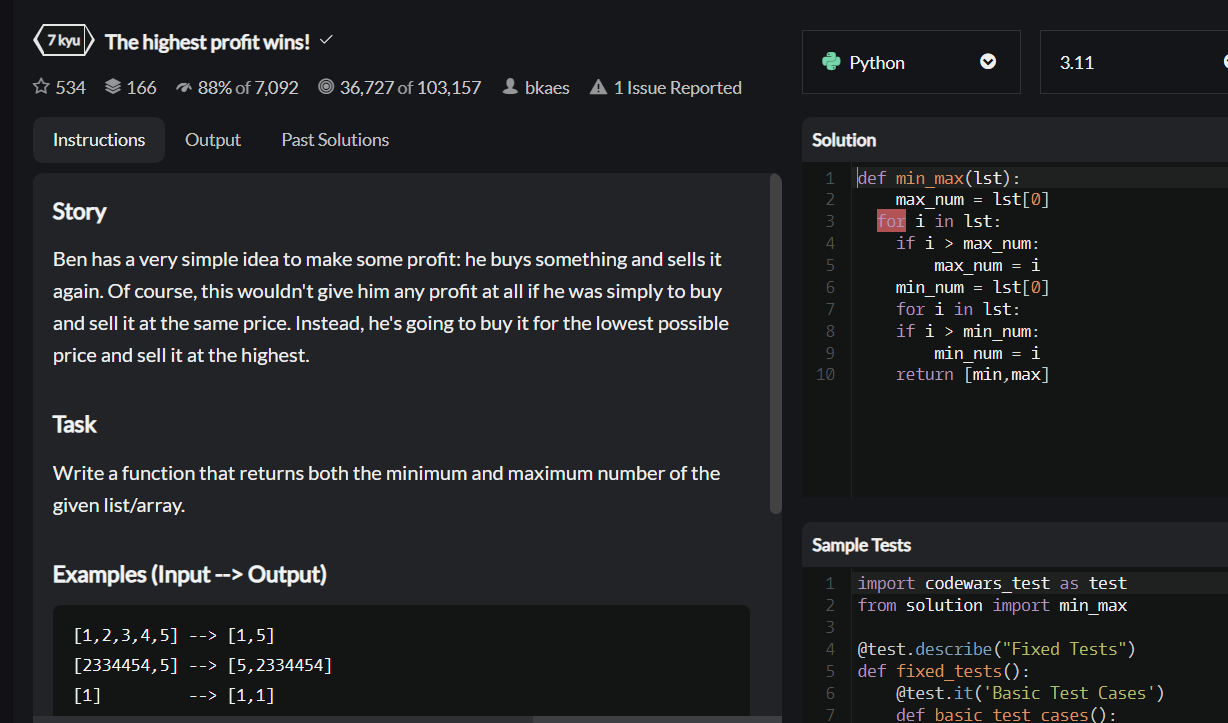 7 kyu The highest profit wins!
534 166 88% of 7,092 36,727 of 103,157 bkaes 1 Issue Reported
Instructions Output Past Solutions
Story
Ben has a very simple idea to make some profit: he buys something and sells it
again. Of course, this wouldn't give him any profit at all if he was simply to buy
and sell it at the same price. Instead, he's going to buy it for the lowest possible
price and sell it at the highest.
Task
Write a function that returns both the minimum and maximum number of the
given list/array.
Examples (Input --> Output)
[1,2,3,4,5] --> [1,5]
[2334454,5] --> [5,2334454]
[1]         --> [1,1]
Python 3.11
Solution
1 def min_max(lst):
2     max_num = lst[0]
3   for i in lst:
4     if i > max_num:
5         max_num = i
6     min_num = lst[0]
7     for i in lst:
8     if i > min_num:
9         min_num = i
10     return [min,max]
Sample Tests
1 import codewars_test as test
2 from solution import min_max
3
4 @test.describe("Fixed Tests")
5 def fixed_tests():
6     @test.it('Basic Test Cases')
7     def basic_test_cases():